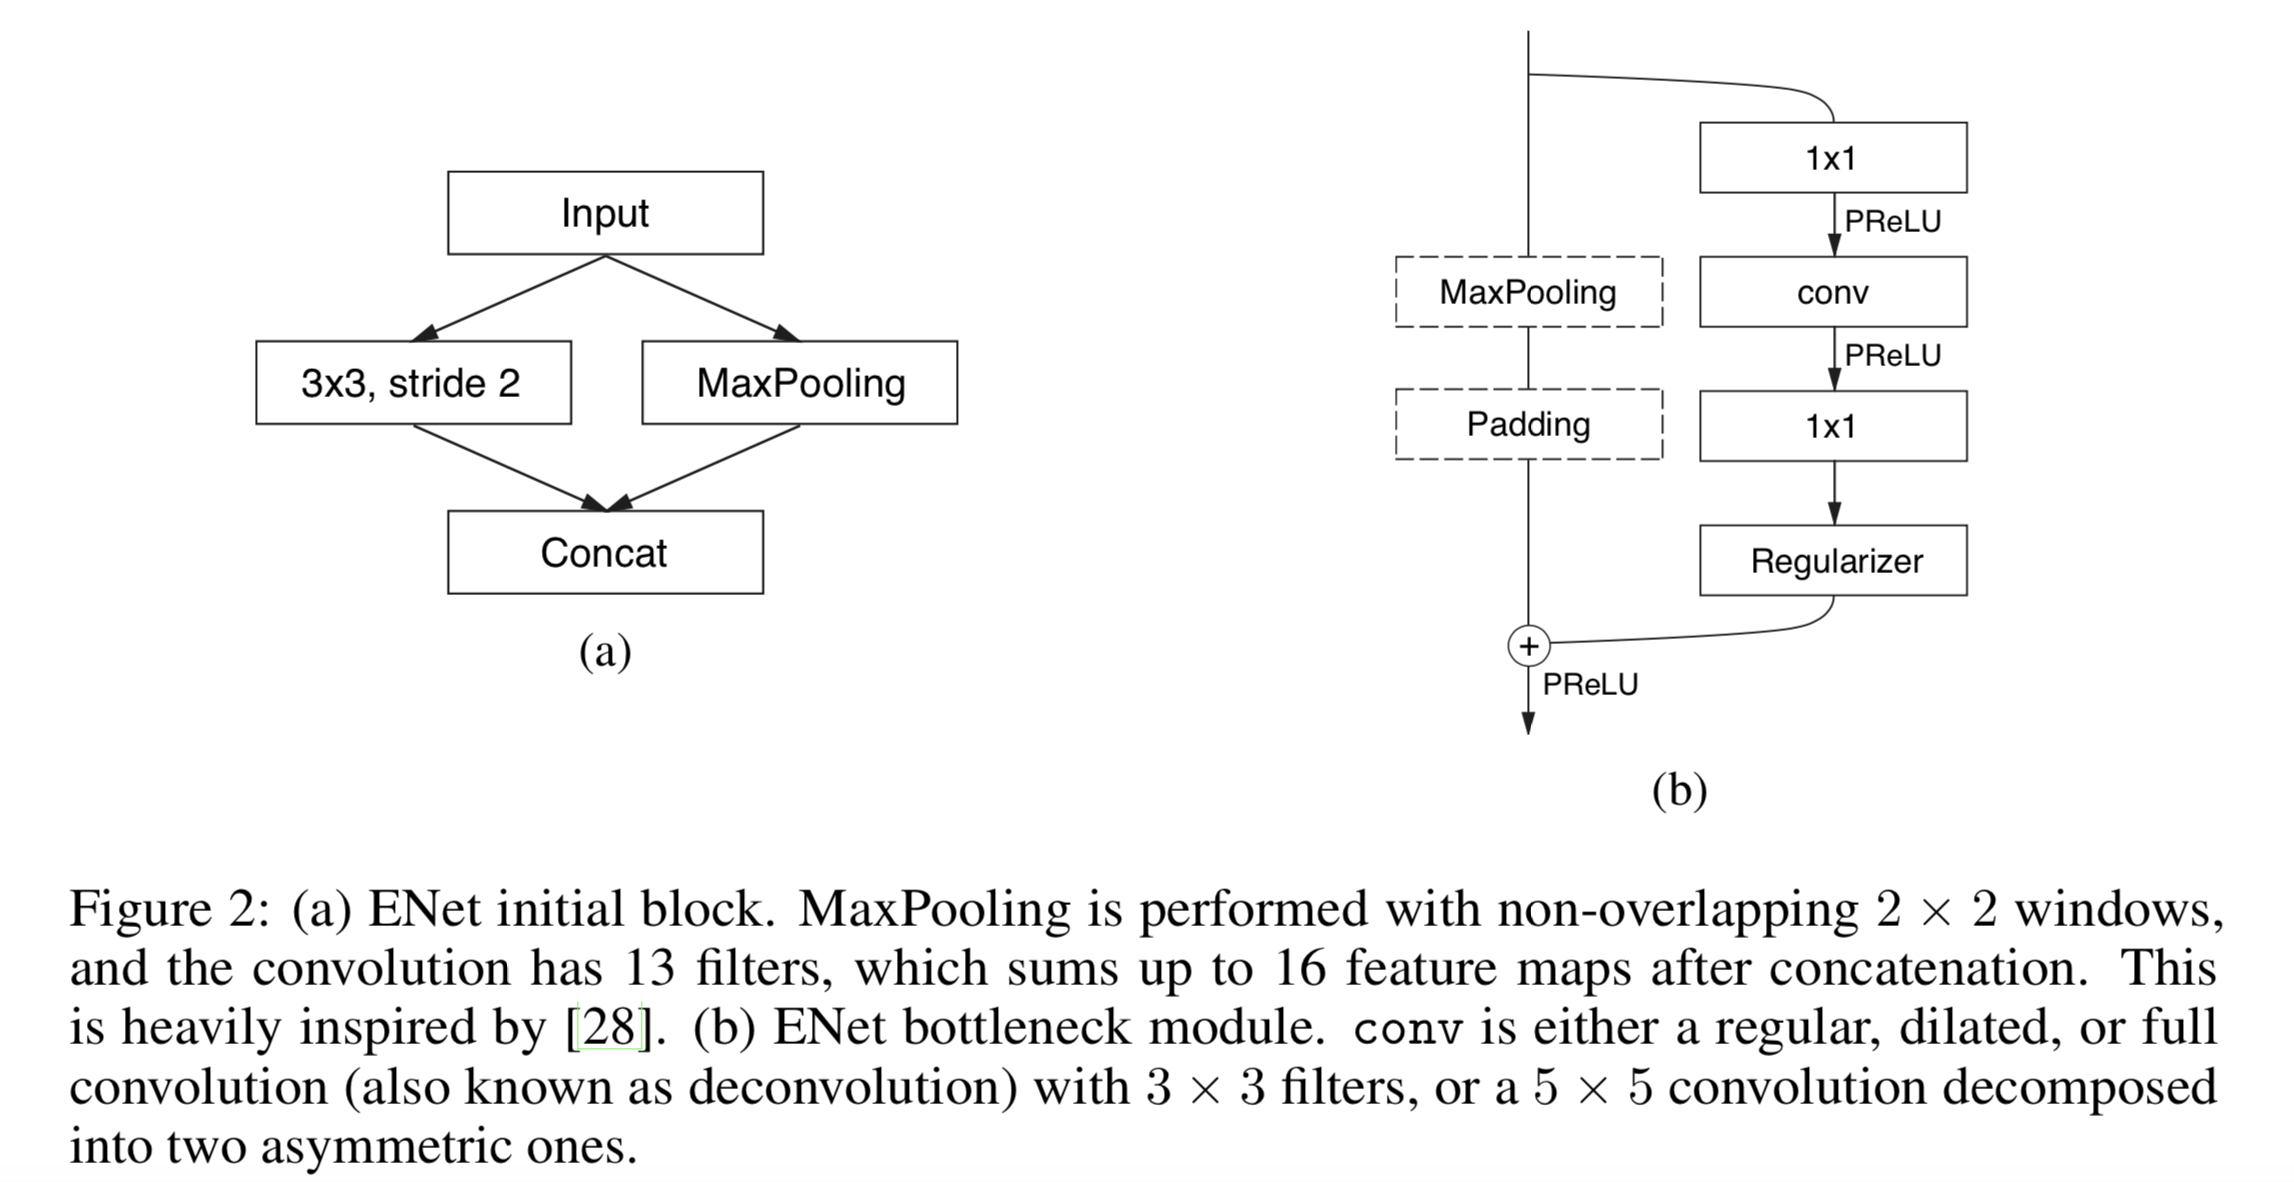 Input
3x3, stride 2
MaxPooling
Concat
(a)
1x1
PReLU
MaxPooling
conv
PReLU
Padding
1x1
Regularizer
+
PReLU
(b)
Figure 2: (a) ENet initial block. MaxPooling is performed with non-overlapping 2 × 2 windows,
and the convolution has 13 filters, which sums up to 16 feature maps after concatenation. This
is heavily inspired by [28]. (b) ENet bottleneck module. conv is either a regular, dilated, or full
convolution (also known as deconvolution) with 3 × 3 filters, or a 5 × 5 convolution decomposed
into two asymmetric ones.